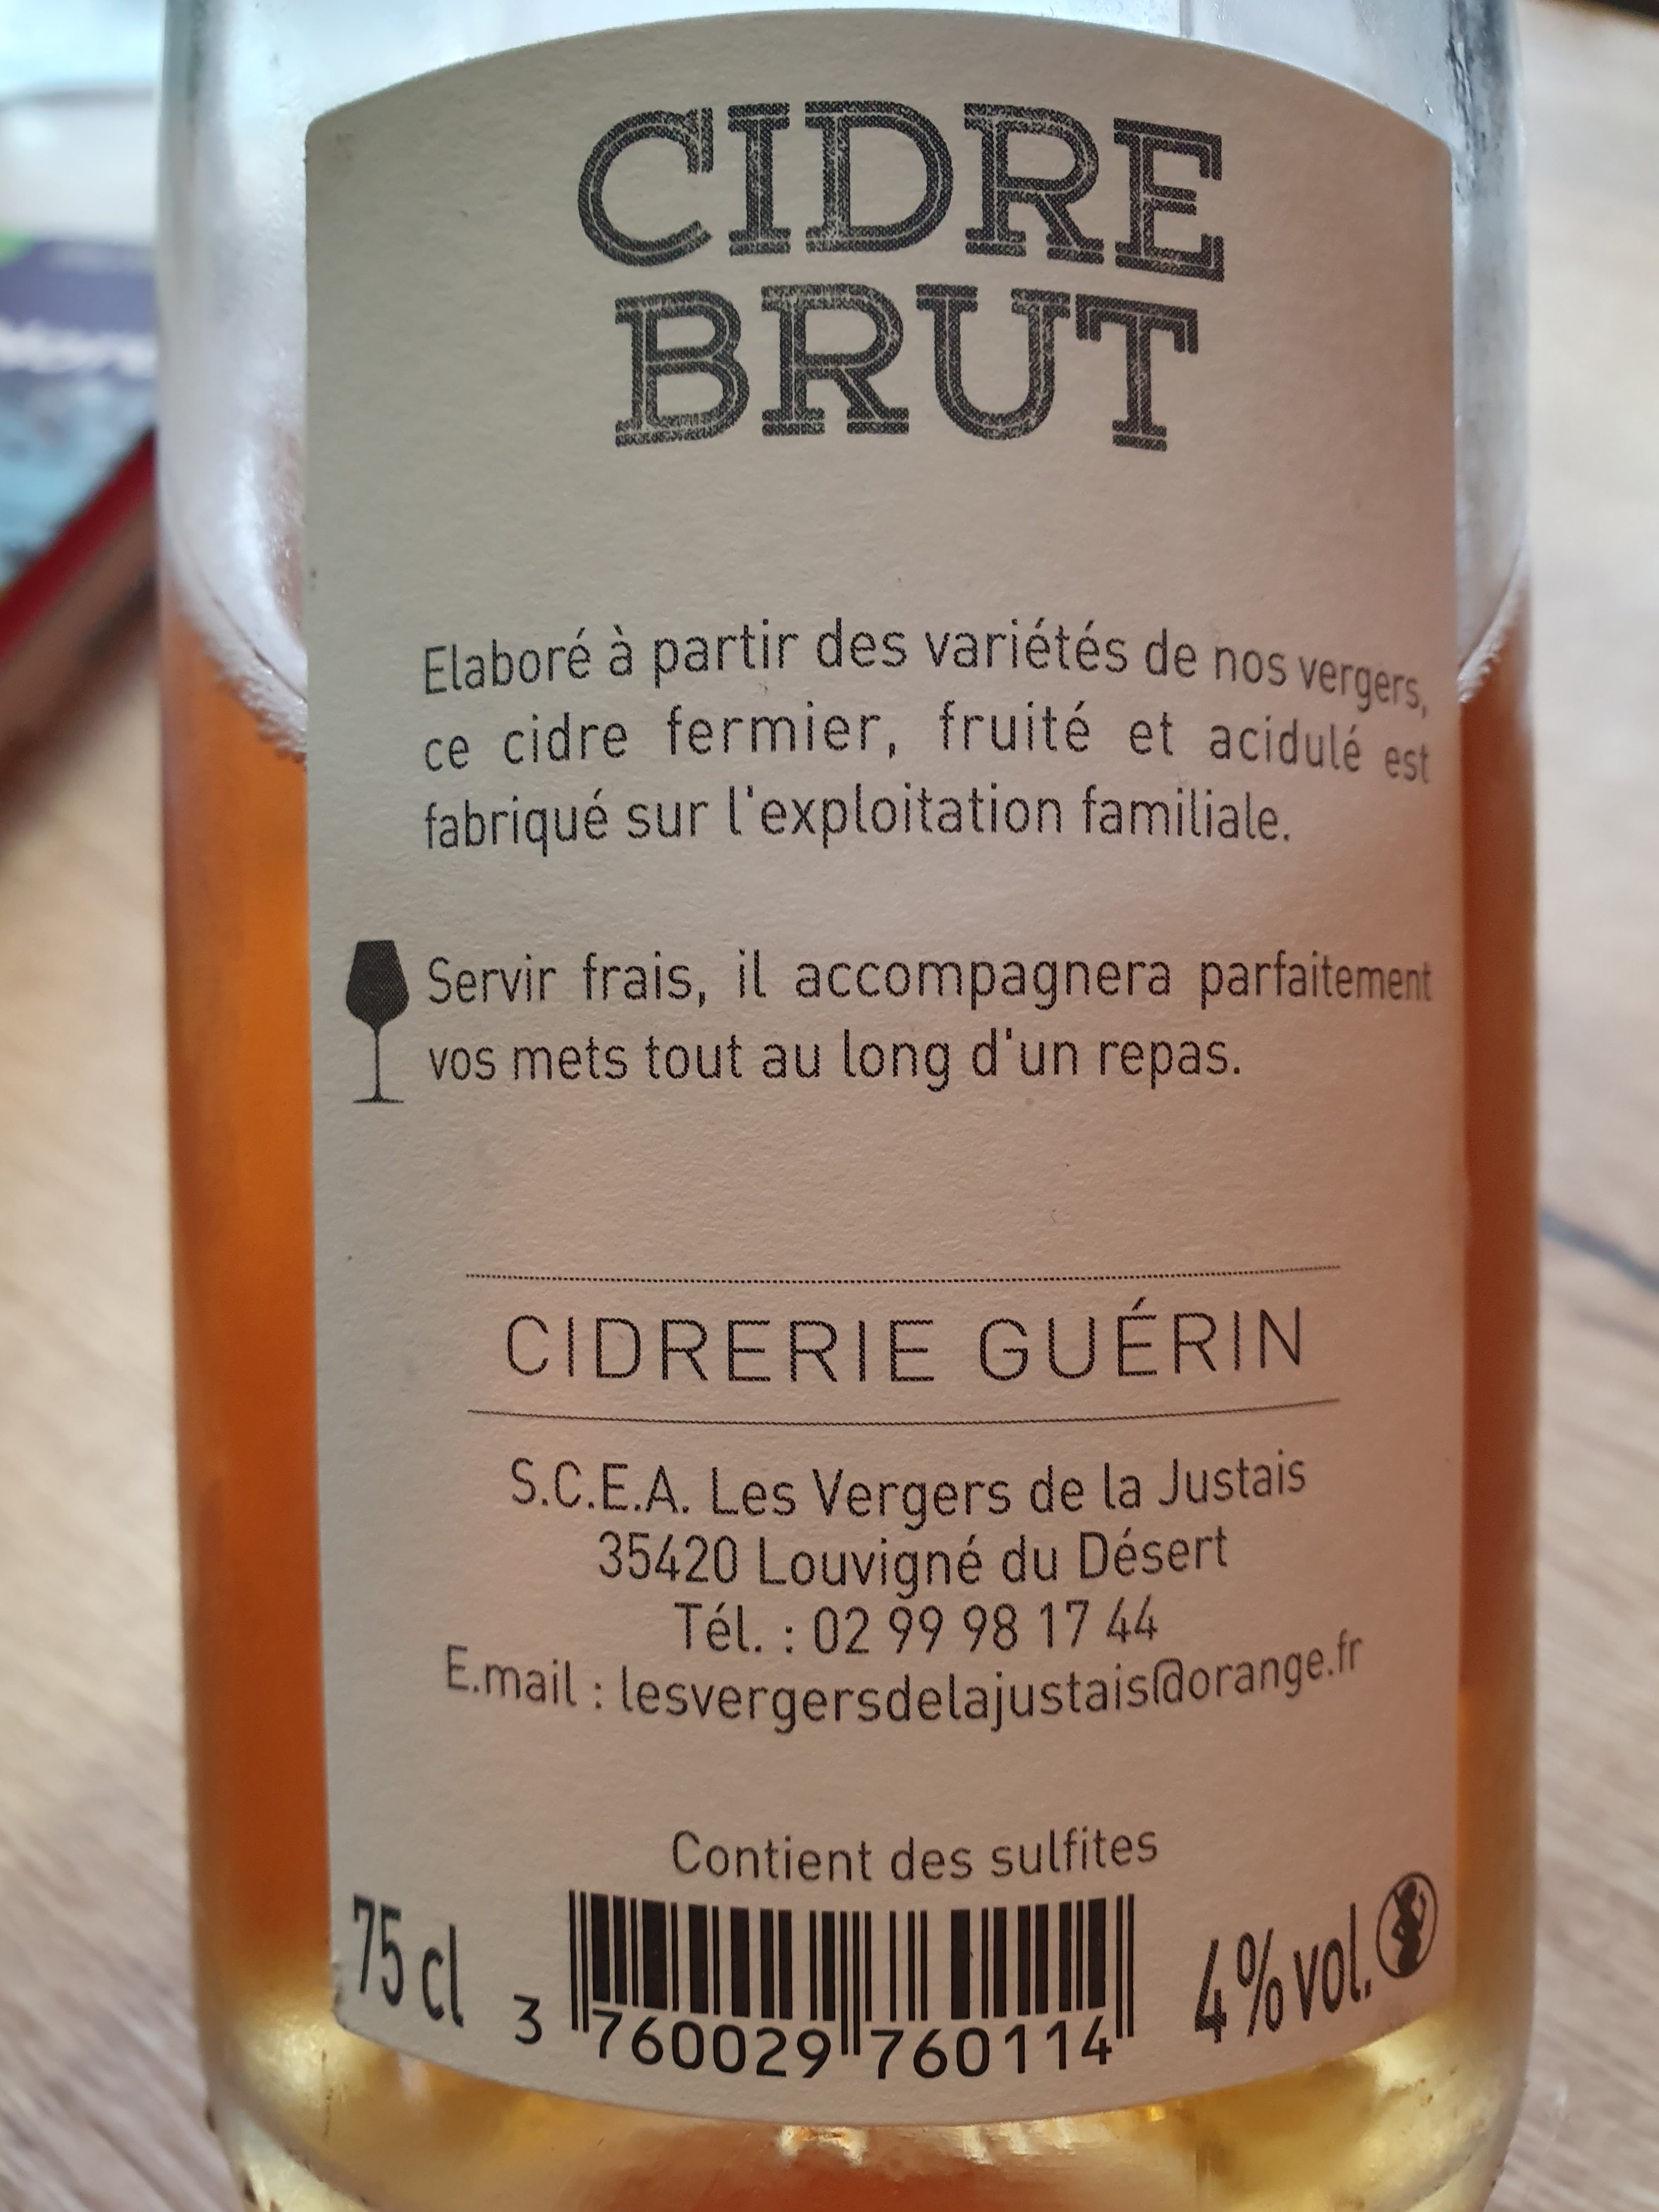 CIDRE
BRUT
Elaboré à partir des variétés de nos vergers,
ce cidre fermier, fruité et acidulé est
fabriqué sur l'exploitation familiale.
Servir frais, il accompagnera parfaitement
vos mets tout au long d'un repas.
CIDRERIE GUÉRIN
S.C.E.A. Les Vergers de la Justais
35420 Louvigné du Désert
Tél. : 02 99 98 17 44
E.mail : lesvergersdelajustais@orange.fr
Contient des sulfites
75 cl
3 760029 760114
4% vol.